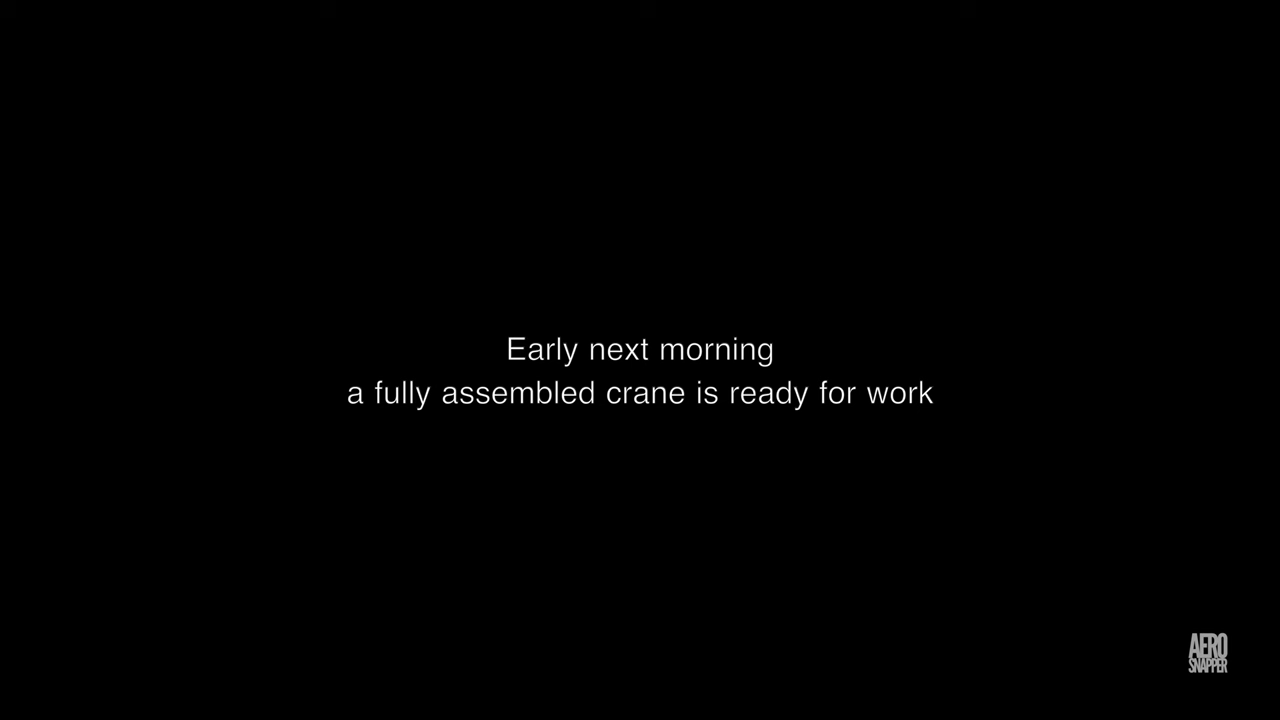 Early next morning
a fully assembled crane is ready for work
AERO
SNAPPER